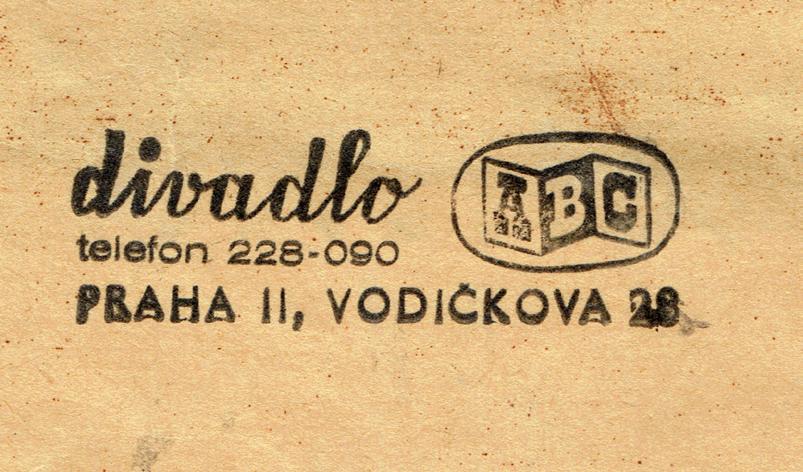 divadlo ABC
telefon 228-090
PRAHA II, VODIČKOVA 28